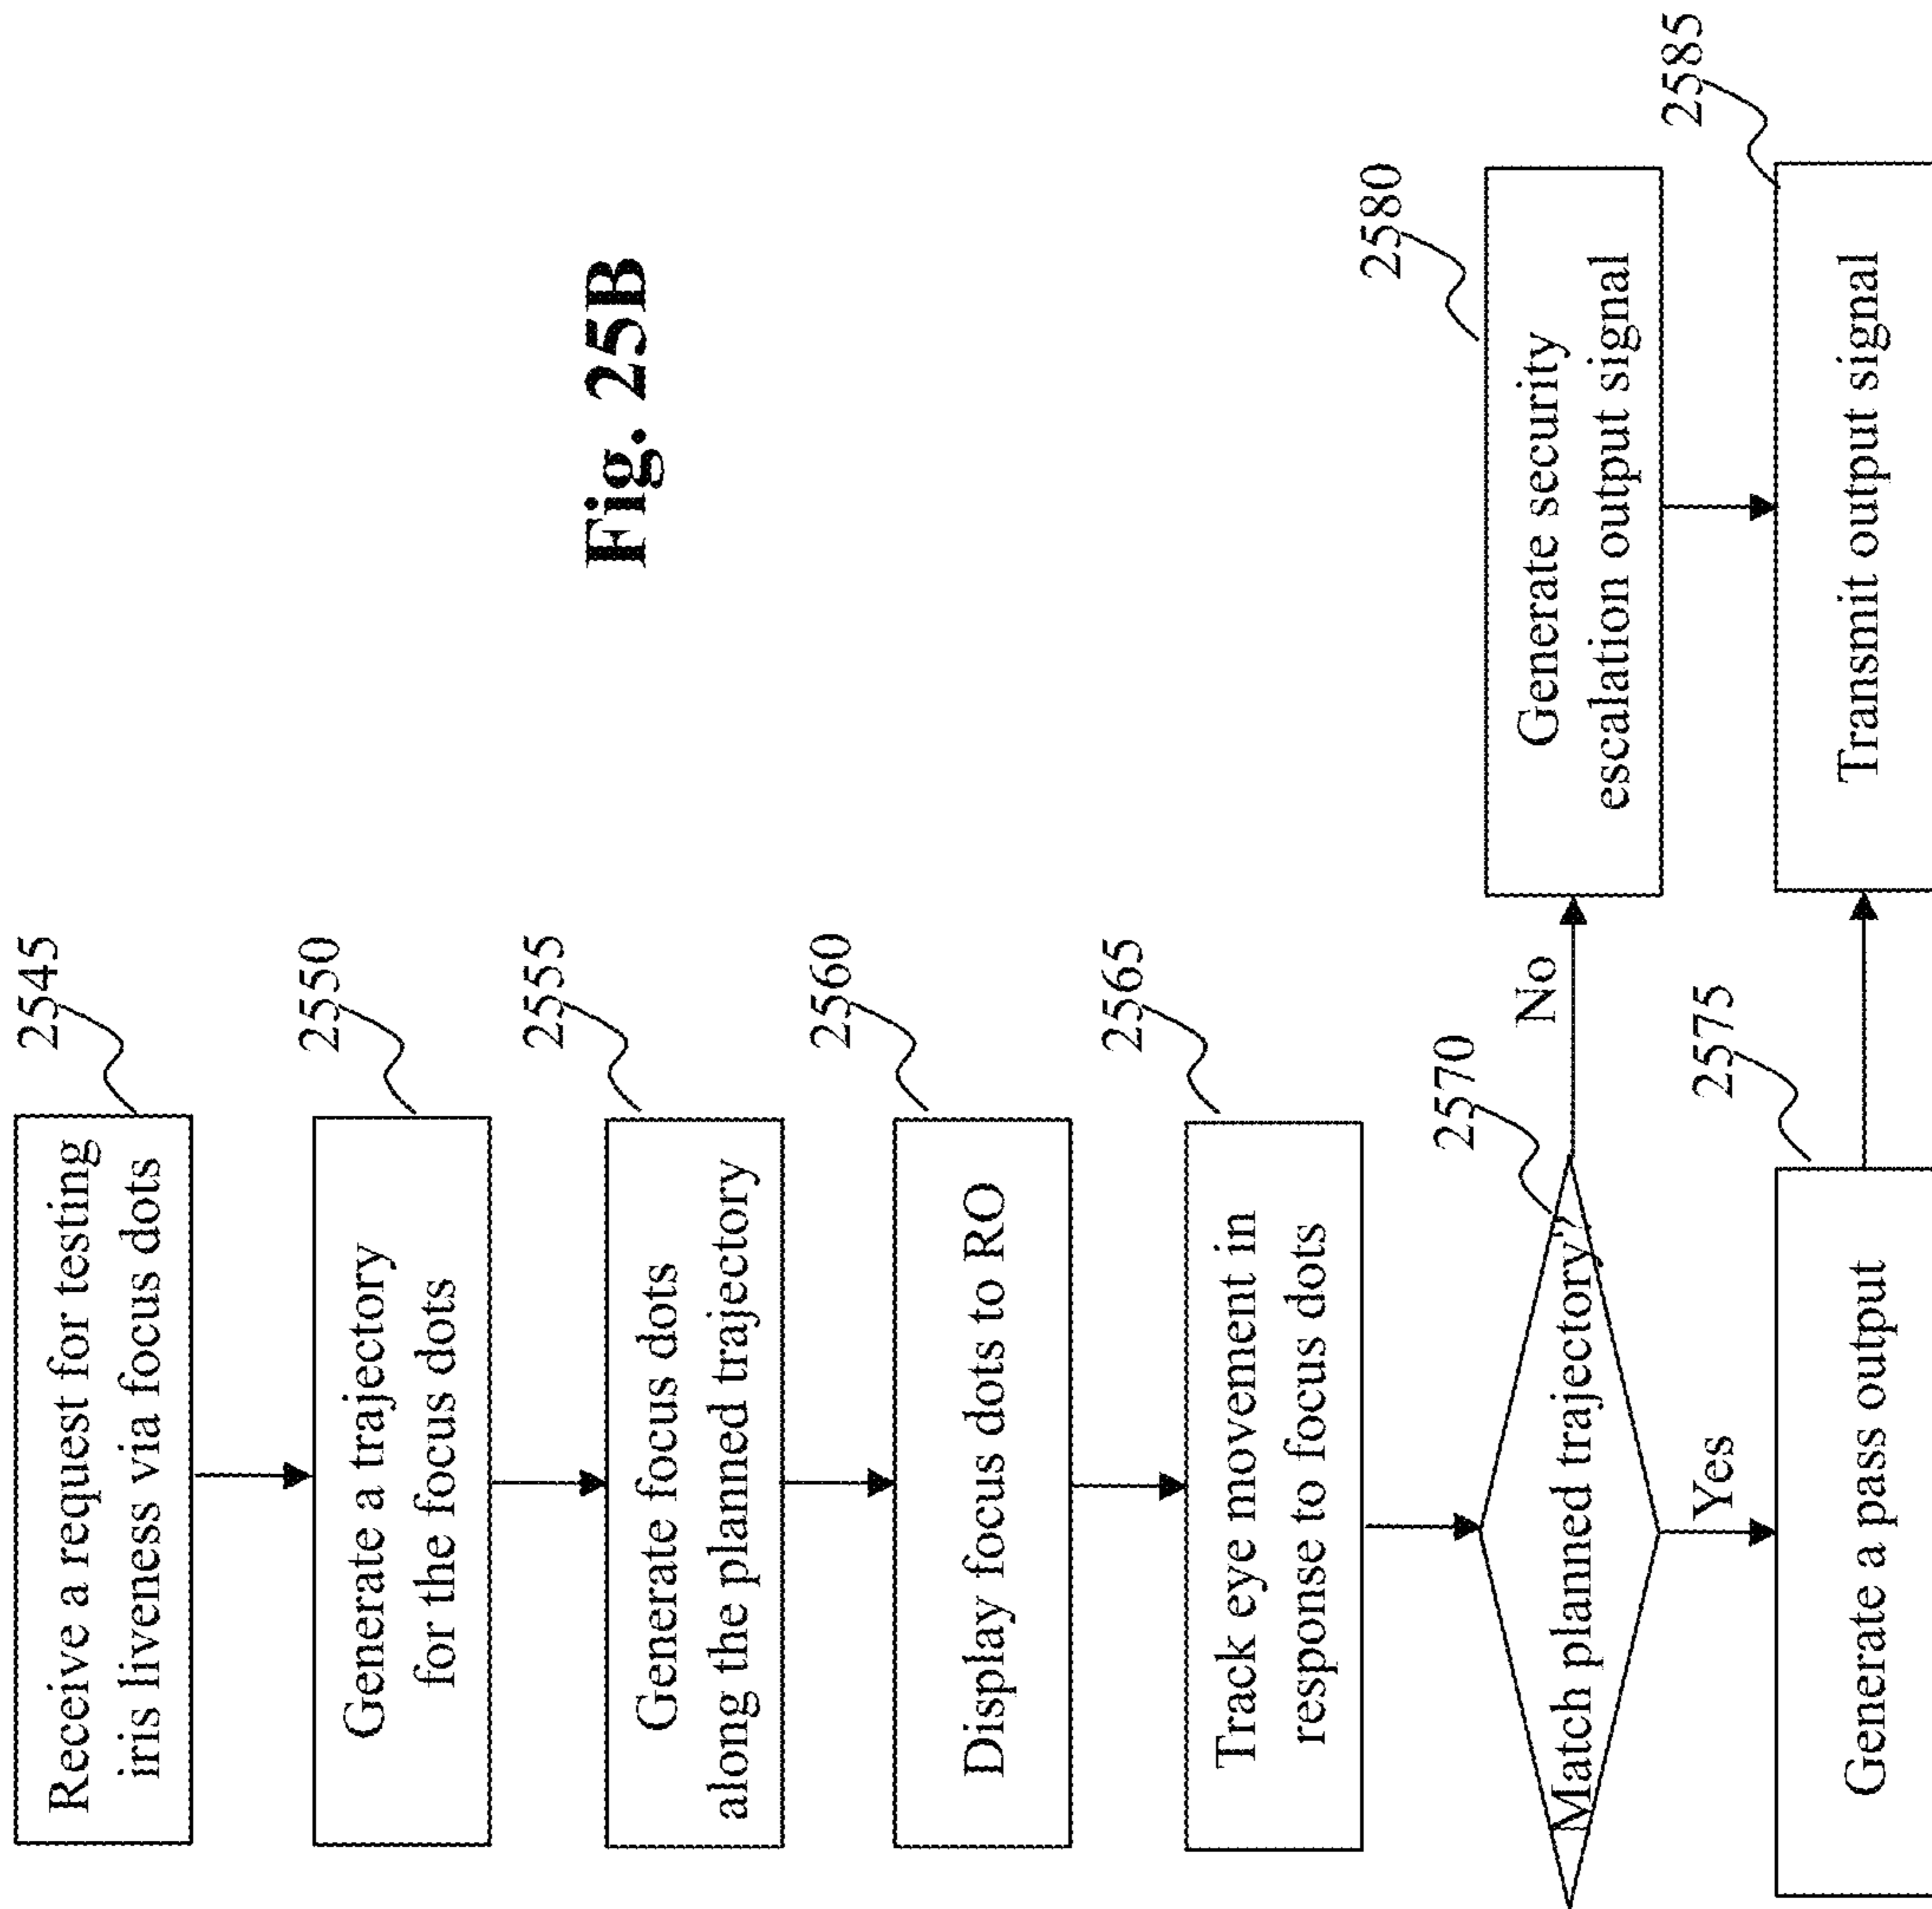 2545
Receive a request for testing
iris liveness via focus dots
2550
Generate a trajectory
for the focus dots
2555
Generate focus dots
along the planned trajectory
2560
Display focus dots to RO
2565
Track eye movement in
response to focus dots
2570
Match planned trajectory?
No
Yes
2575
Generate a pass output
2580
Generate security
escalation output signal
2585
Transmit output signal
Fig. 25B